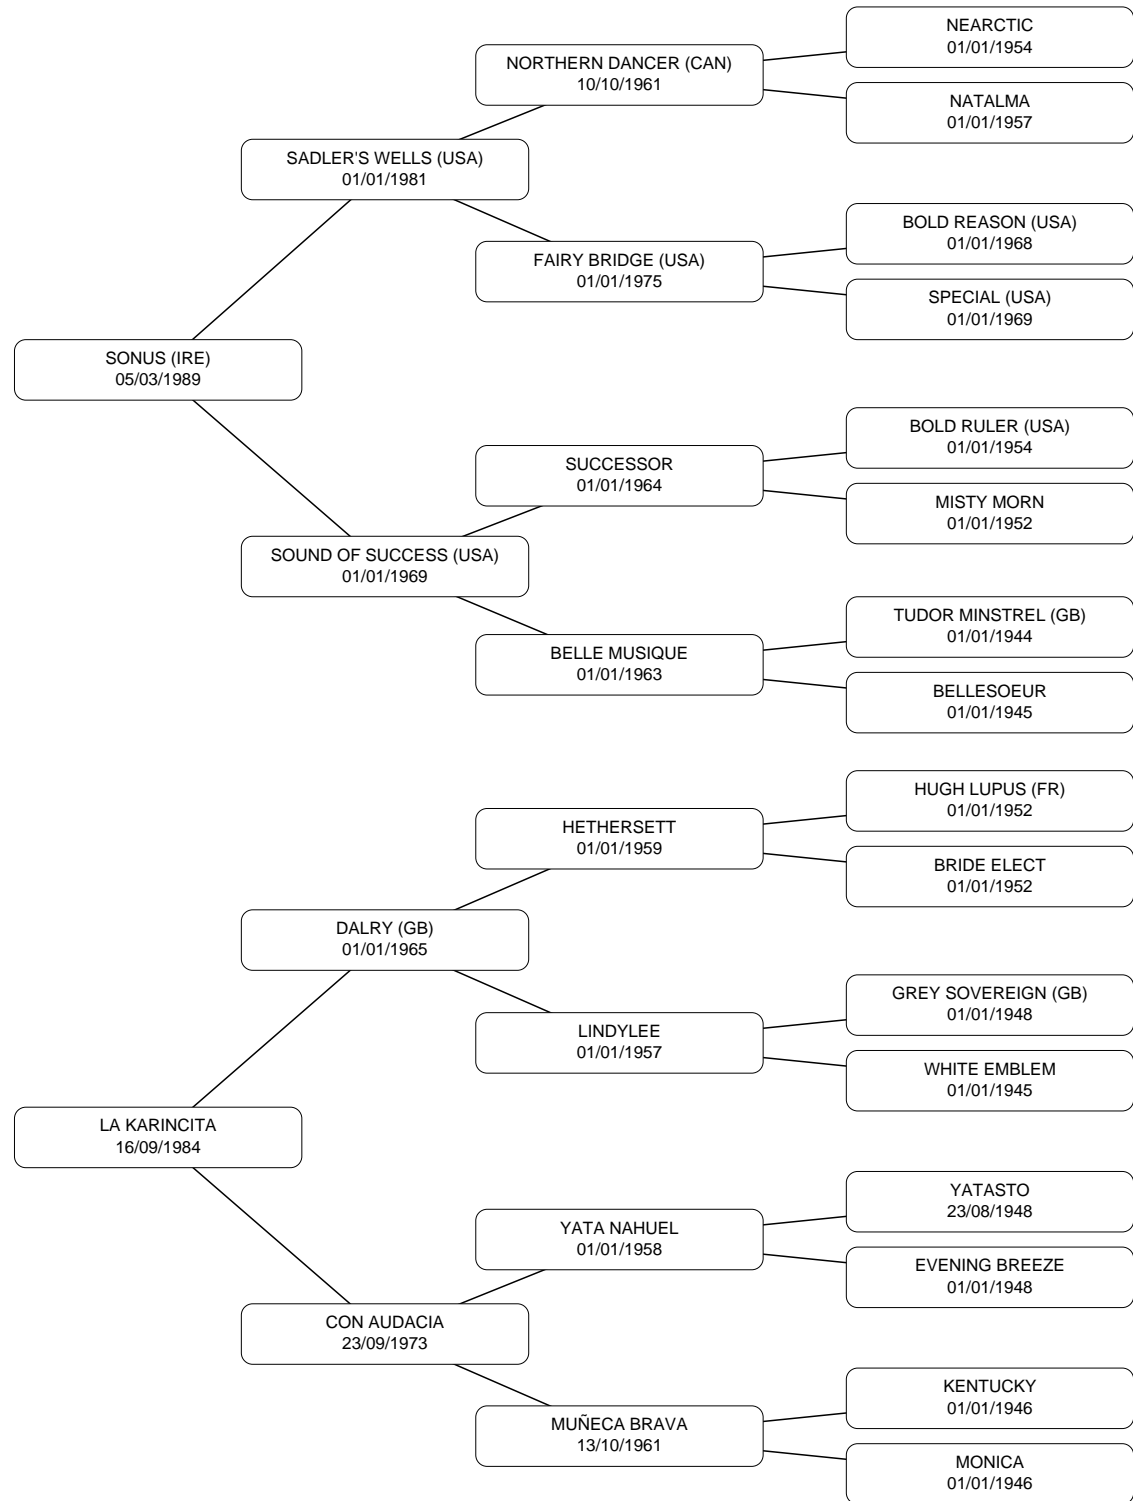 NEARCTIC
01/01/1954
NORTHERN DANCER (CAN)
10/10/1961
NATALMA
01/01/1957
SADLER'S WELLS (USA)
01/01/1981
BOLD REASON (USA)
01/01/1968
FAIRY BRIDGE (USA)
01/01/1975
SPECIAL (USA)
01/01/1969
SONUS (IRE)
05/03/1989
BOLD RULER (USA)
01/01/1954
SUCCESSOR
01/01/1964
MISTY MORN
01/01/1952
SOUND OF SUCCESS (USA)
01/01/1969
TUDOR MINSTREL (GB)
01/01/1944
BELLE MUSIQUE
01/01/1963
BELLESOEUR
01/01/1945
HUGH LUPUS (FR)
01/01/1952
HETHERSETT
01/01/1959
BRIDE ELECT
01/01/1952
DALRY (GB)
01/01/1965
GREY SOVEREIGN (GB)
01/01/1948
LINDYLEE
01/01/1957
WHITE EMBLEM
01/01/1945
LA KARINCITA
16/09/1984
YATASTO
23/08/1948
YATA NAHUEL
01/01/1958
EVENING BREEZE
01/01/1948
CON AUDACIA
23/09/1973
KENTUCKY
01/01/1946
MUÑECA BRAVA
13/10/1961
MONICA
01/01/1946